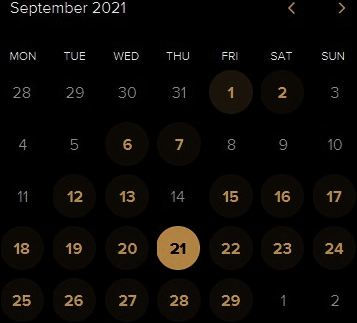 September 2021
MON TUE WED THU FRI SAT SUN
28 29 30 31 1 2 3
4 5 6 7 8 9 10
11 12 13 14 15 16 17
18 19 20 21 22 23 24
25 26 27 28 29 1 2